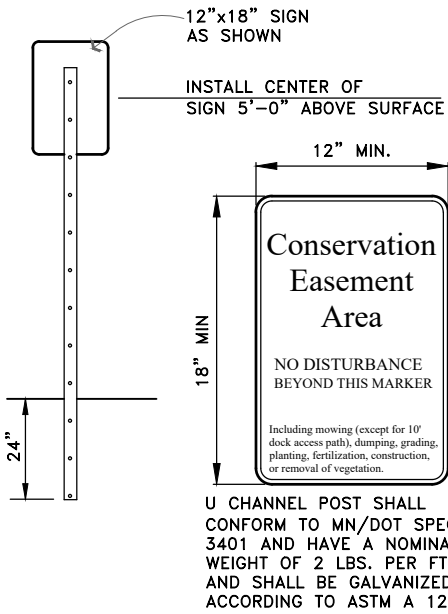 12”x18” SIGN
AS SHOWN
INSTALL CENTER OF
SIGN 5’-0” ABOVE SURFACE
12” MIN.
18” MIN
Conservation
Easement
Area
NO DISTURBANCE
BEYOND THIS MARKER
Including mowing (except for 10'
dock access path), dumping, grading,
planting, fertilization, construction,
or removal of vegetation.
24”
U CHANNEL POST SHALL
CONFORM TO MN/DOT SPEC
3401 AND HAVE A NOMINA
WEIGHT OF 2 LBS. PER FT
AND SHALL BE GALVANIZED
ACCORDING TO ASTM A 12